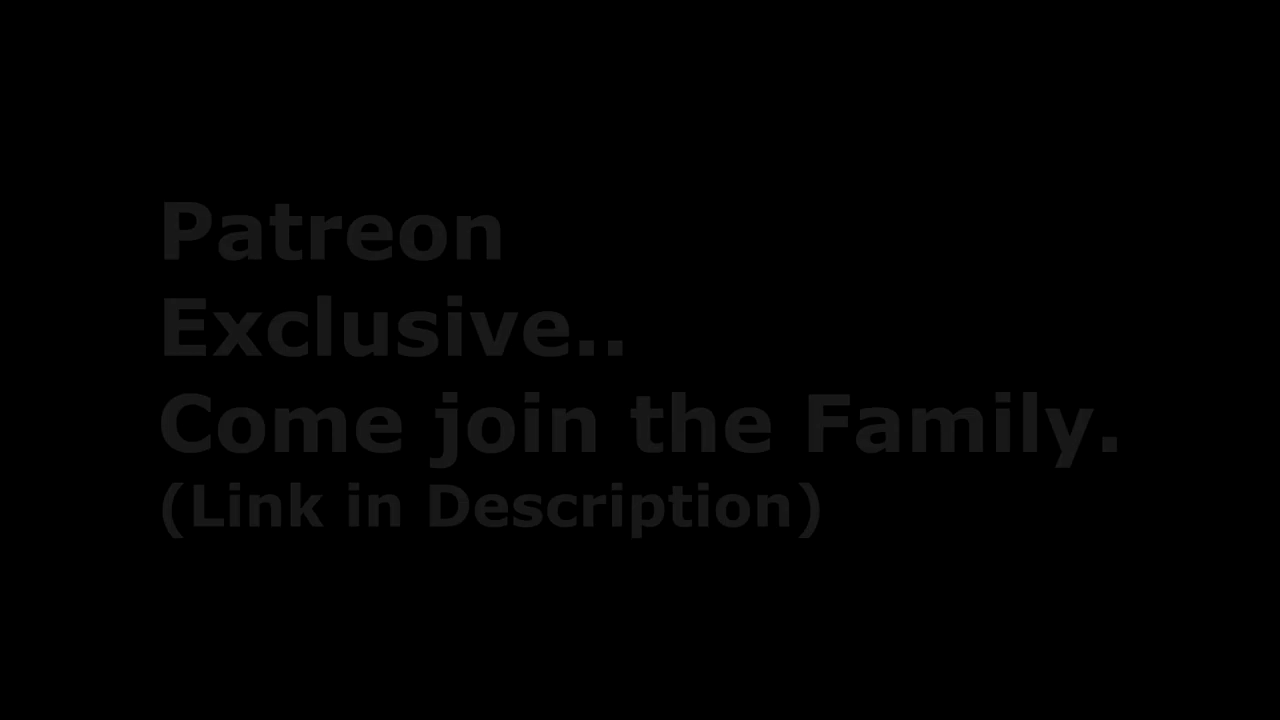 Patreon
Exclusive..
Come join the Family.
(Link in Description)